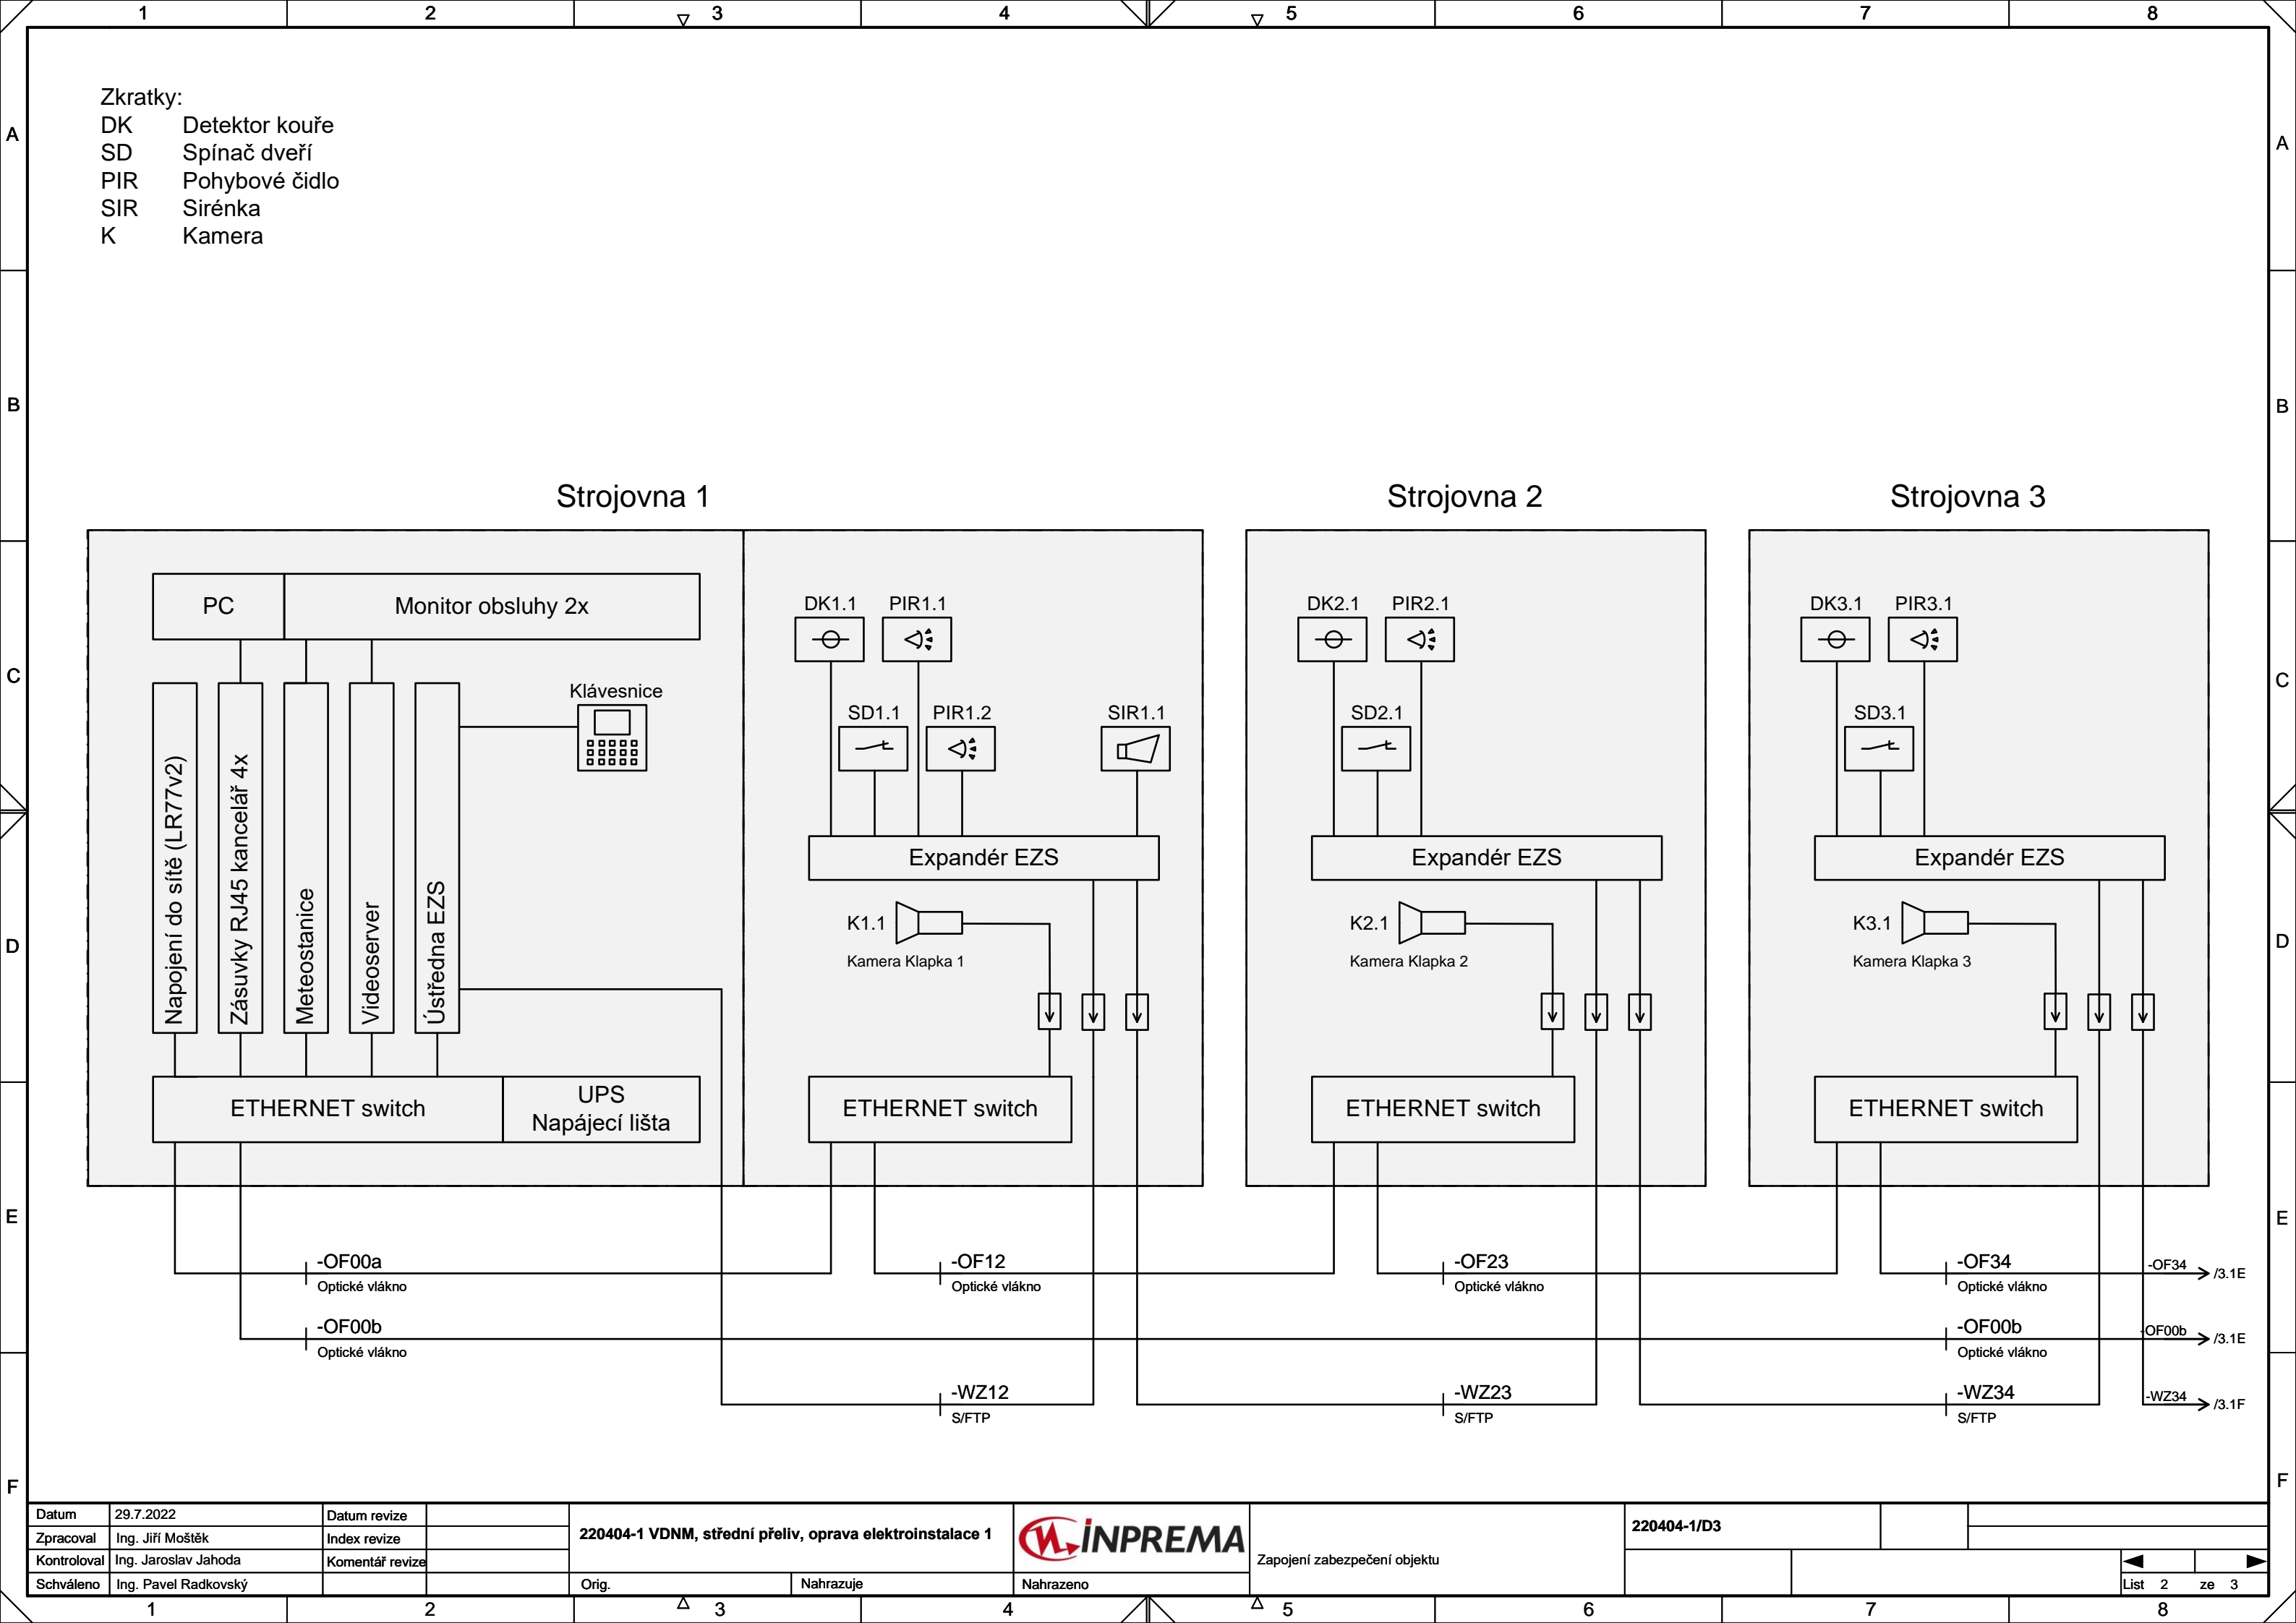 1 2 3 4 5 6 7 8
A A
B B
C C
D D
E E
F F
Zkratky:
DK Detektor kouře
SD Spínač dveří
PIR Pohybové čidlo
SIR Sirénka
K Kamera
Strojovna 1
Strojovna 2
Strojovna 3
PC
Monitor obsluhy 2x
Klávesnice
Napojení do sítě (LR77v2)
Zásuvky RJ45 kancelář 4x
Meteostanice
Videoserver
Ústředna EZS
ETHERNET switch
UPS
Napájecí lišta
DK1.1 PIR1.1
SD1.1 PIR1.2 SIR1.1
Expandér EZS
K1.1
Kamera Klapka 1
ETHERNET switch
DK2.1 PIR2.1
SD2.1
Expandér EZS
K2.1
Kamera Klapka 2
ETHERNET switch
DK3.1 PIR3.1
SD3.1
Expandér EZS
K3.1
Kamera Klapka 3
ETHERNET switch
-OF00a
Optické vlákno
-OF12
Optické vlákno
-OF23
Optické vlákno
-OF34
Optické vlákno
-OF34 /3.1E
-OF00b
Optické vlákno
-OF00b
Optické vlákno
-OF00b /3.1E
-WZ12
S/FTP
-WZ23
S/FTP
-WZ34
S/FTP
-WZ34 /3.1F
Datum 29.7.2022 Datum revize
Zpracoval Ing. Jiří Moštěk Index revize
Kontroloval Ing. Jaroslav Jahoda Komentář revize
Schváleno Ing. Pavel Radkovský
220404-1 VDNM, střední přeliv, oprava elektroinstalace 1
Orig. Nahrazuje Nahrazeno
INPREMA
Zapojení zabezpečení objektu
220404-1/D3
List 2 ze 3
1 2 3 4 5 6 7 8